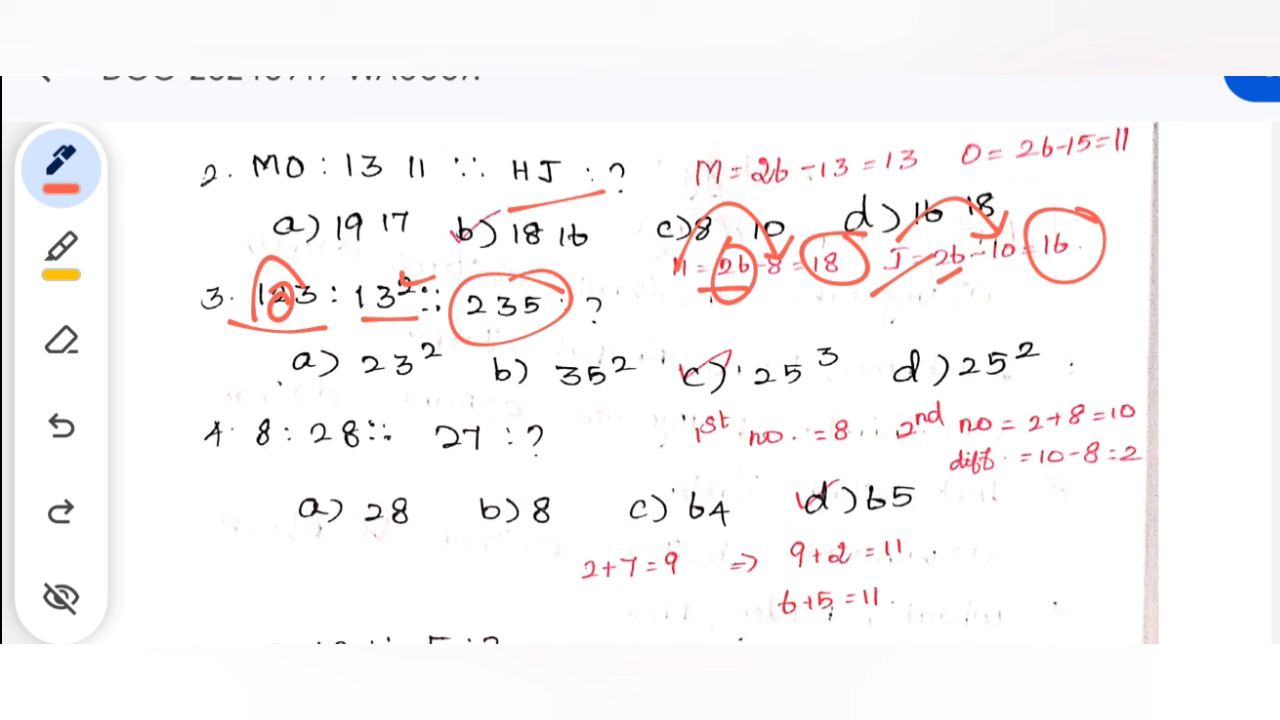 2. MO : 13 11 :: HJ : ?
M = 26 - 13 = 13 O = 26-15=11
a) 19 17 b) 18 16 c) 8 10 d) 16 18
H = 26-8 = 18 J = 26-10 = 16
3. 123 : 13² :: 235 : ?
a) 23² b) 35² c) 25³ d) 25²
4. 8 : 28 :: 27 : ?
1st no. = 8 2nd no = 2+8=10
diff = 10-8=2
a) 28 b) 8 c) 64 d) 65
2+7=9 => 9+2=11
6+5=11